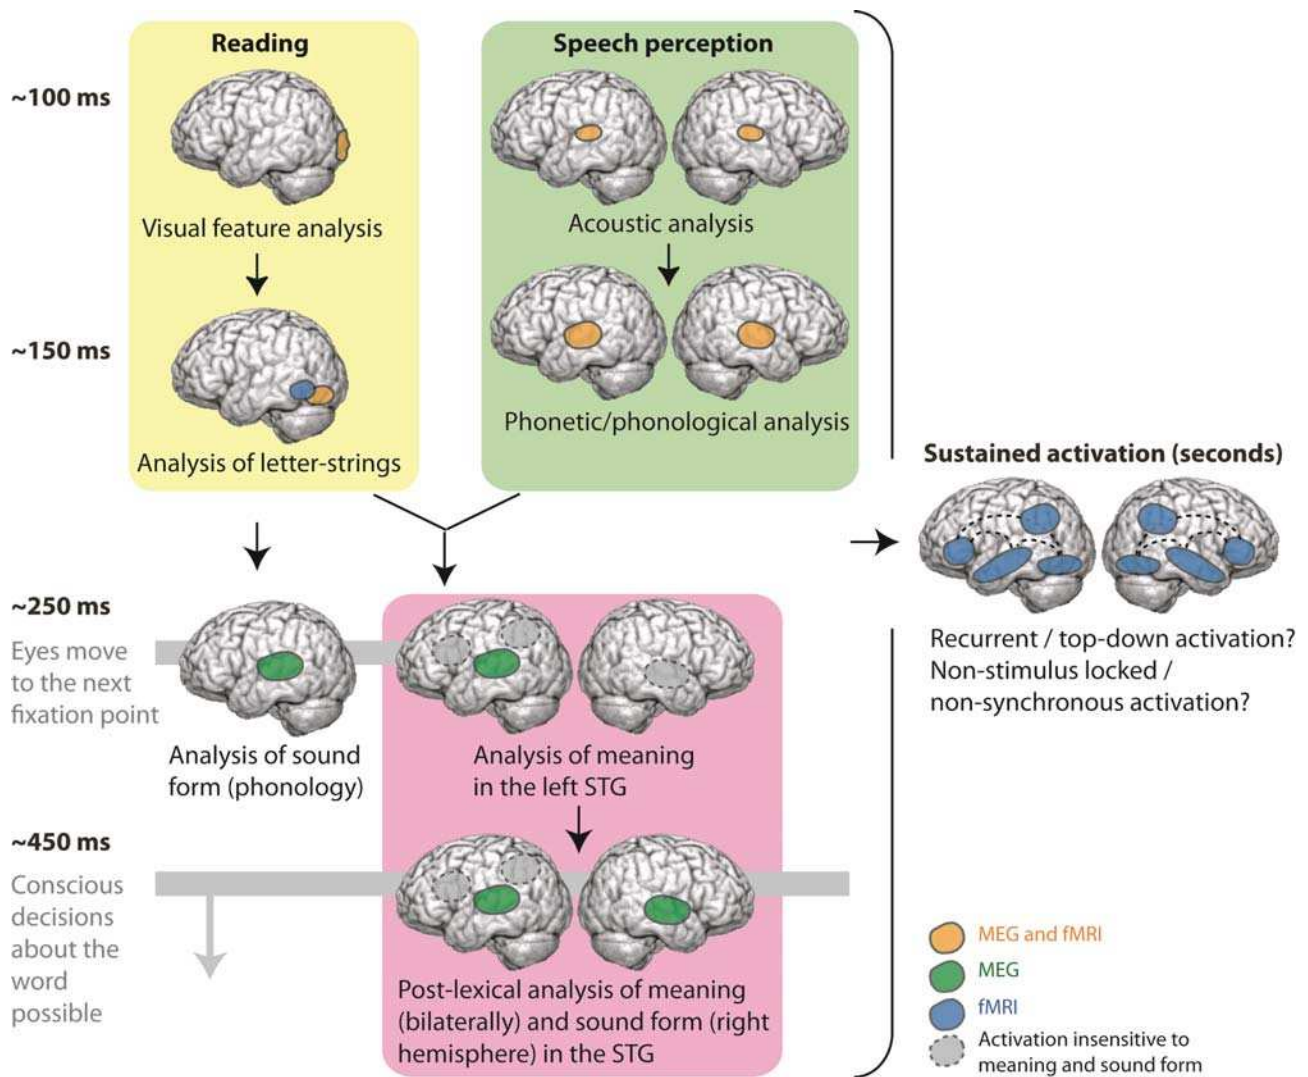 Reading
Speech perception
~100 ms
Visual feature analysis
Acoustic analysis
~150 ms
Analysis of letter-strings
Phonetic/phonological analysis
Sustained activation (seconds)
Recurrent / top-down activation?
Non-stimulus locked /
non-synchronous activation?
~250 ms
Eyes move
to the next
fixation point
Analysis of sound
form (phonology)
Analysis of meaning
in the left STG
~450 ms
Conscious
decisions
about the
word
possible
Post-lexical analysis of meaning
(bilaterally) and sound form (right
hemisphere) in the STG
MEG and fMRI
MEG
fMRI
Activation insensitive to
meaning and sound form